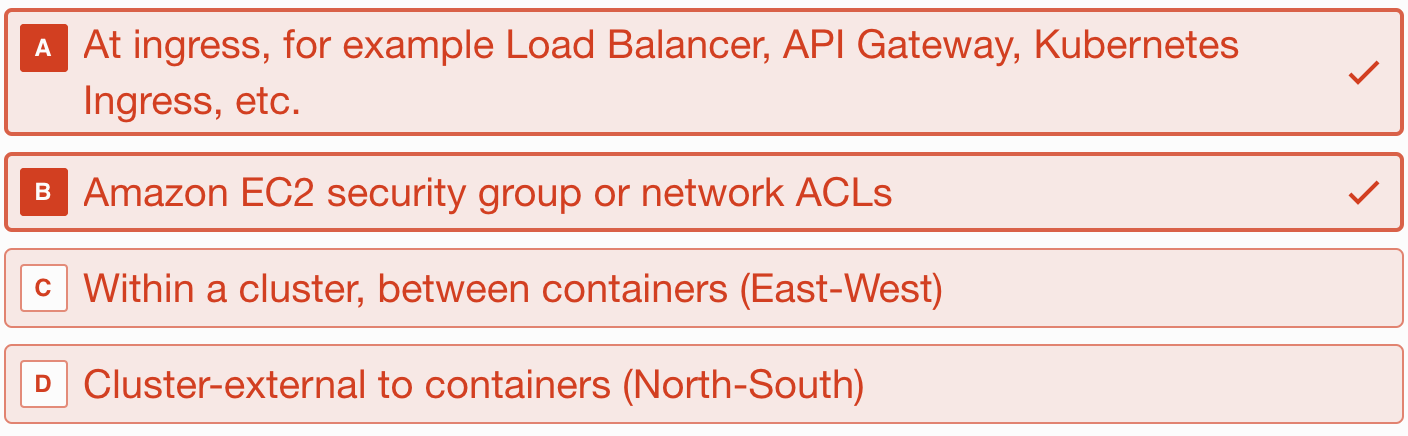 A At ingress, for example Load Balancer, API Gateway, Kubernetes
Ingress, etc.
B Amazon EC2 security group or network ACLs
C Within a cluster, between containers (East-West)
D Cluster-external to containers (North-South)